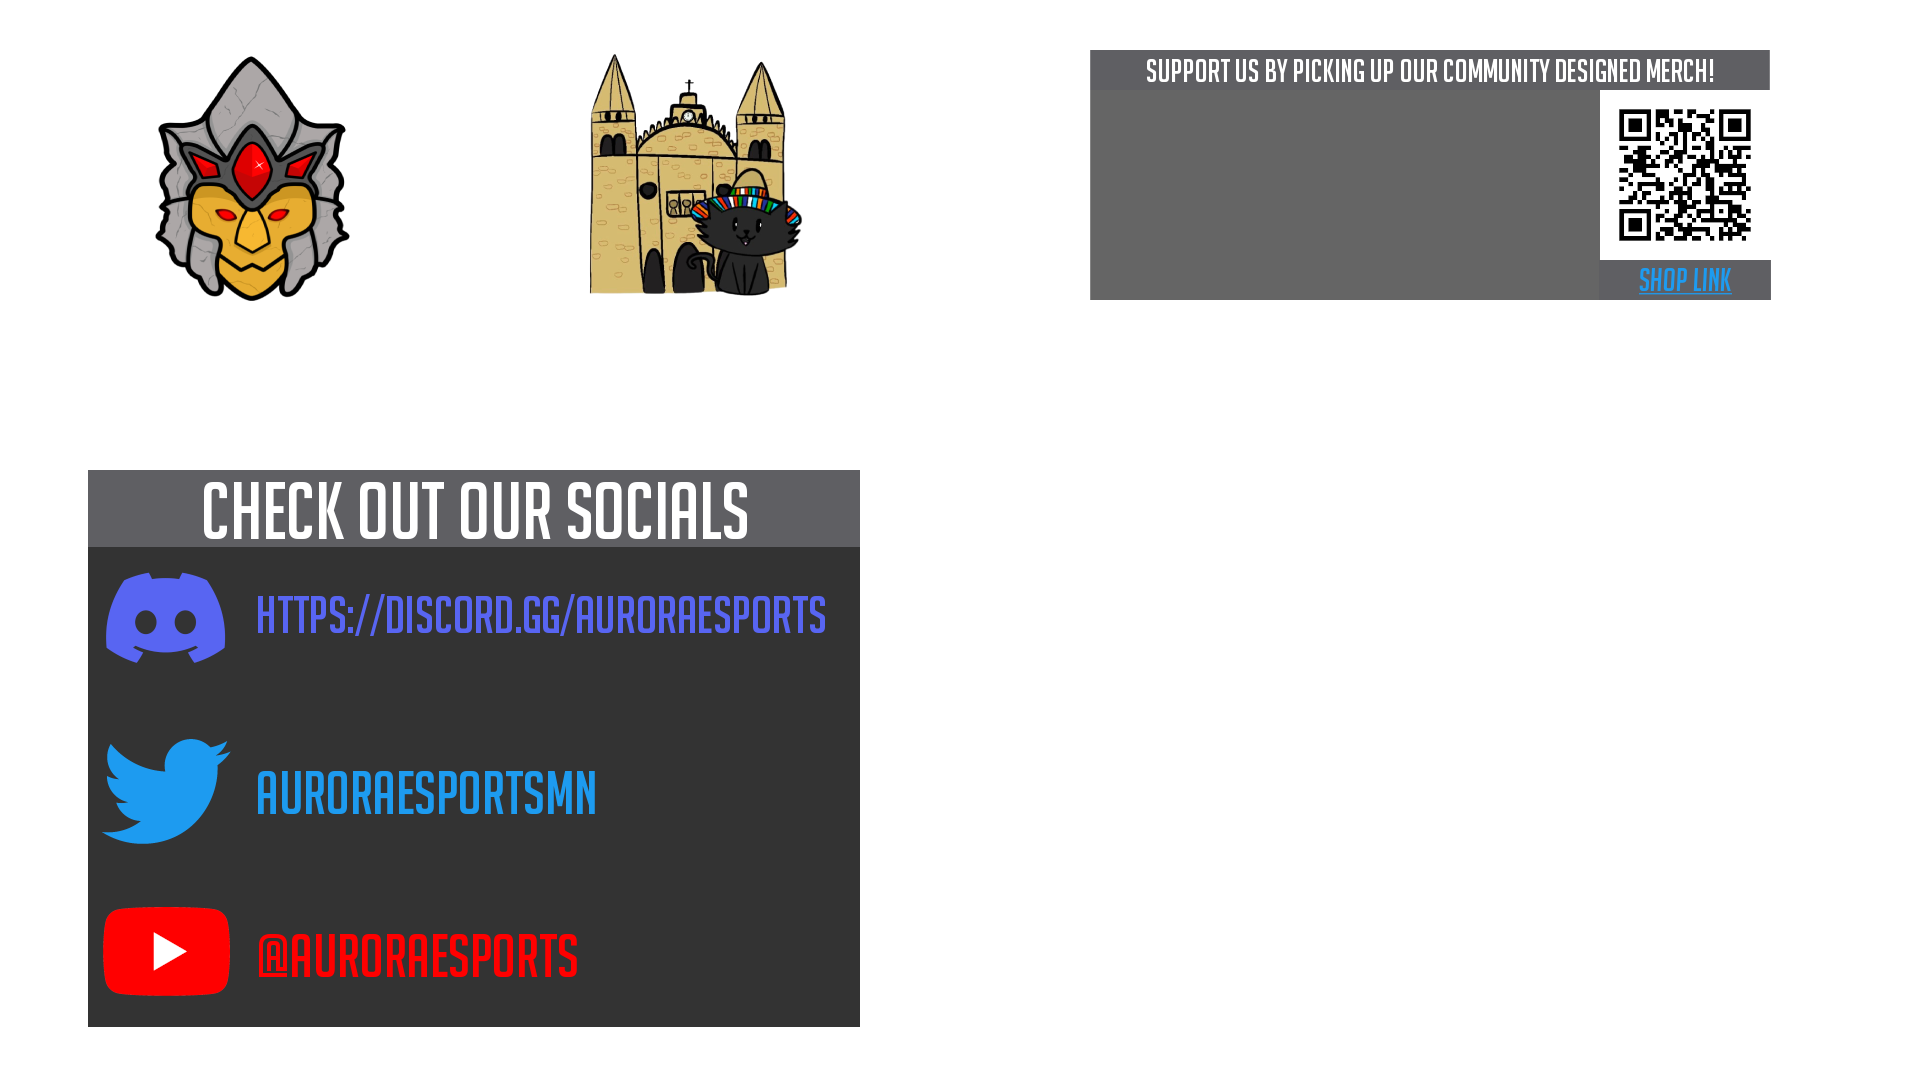 SUPPORT US BY PICKING UP OUR COMMUNITY DESIGNED MERCH!
SHOP LINK
CHECK OUT OUR SOCIALS
HTTPS://DISCORD.GG/AURORAESPORTS
AURORAESPORTSMN
@AURORAESPORTS